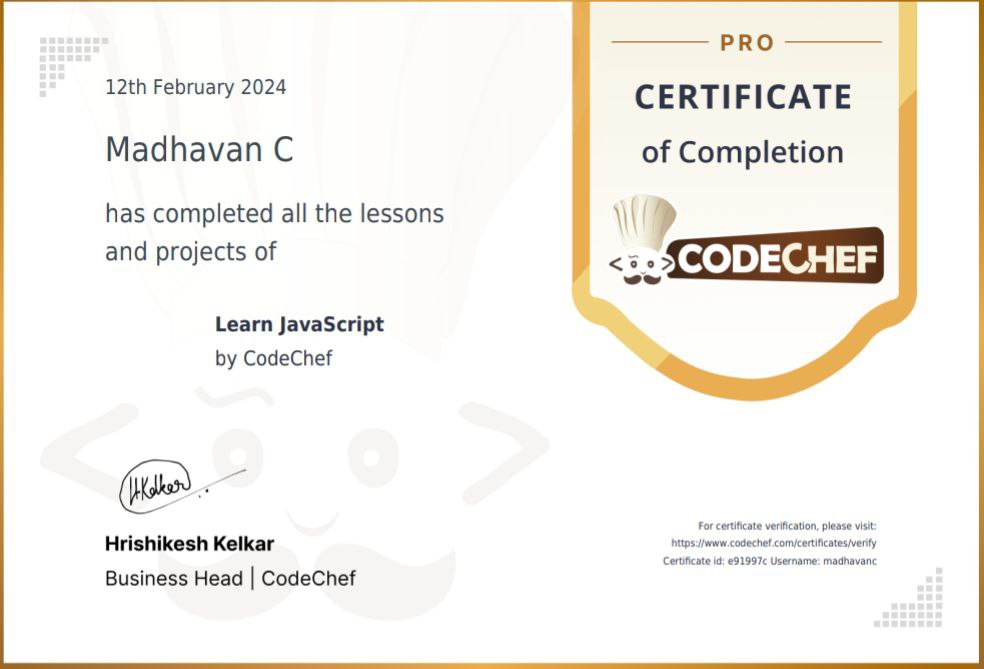 12th February 2024
Madhavan C
has completed all the lessons
and projects of
Learn JavaScript
by CodeChef
H.Kelkar
Hrishikesh Kelkar
Business Head | CodeChef
PRO
CERTIFICATE
of Completion
CODECHEF
For certificate verification, please visit:
https://www.codechef.com/certificates/verify
Certificate id: e91997c Username: madhavanc